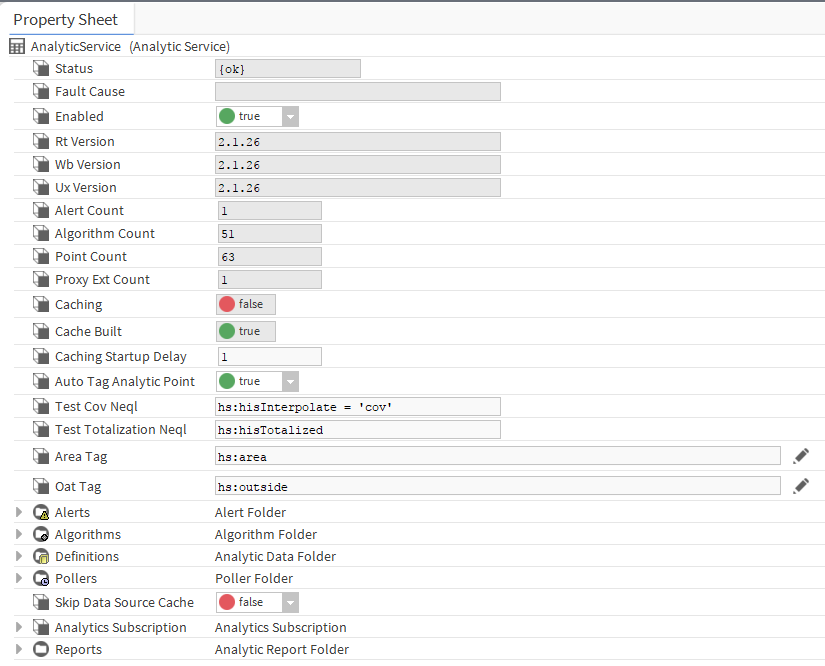 Property Sheet
AnalyticService (Analytic Service)
Status {ok}
Fault Cause
Enabled true
Rt Version 2.1.26
Wb Version 2.1.26
Ux Version 2.1.26
Alert Count 1
Algorithm Count 51
Point Count 63
Proxy Ext Count 1
Caching false
Cache Built true
Caching Startup Delay 1
Auto Tag Analytic Point true
Test Cov Neql hs:hisInterpolate = 'cov'
Test Totalization Neql hs:hisTotalized
Area Tag hs:area
Oat Tag hs:outside
Alerts Alert Folder
Algorithms Algorithm Folder
Definitions Analytic Data Folder
Pollers Poller Folder
Skip Data Source Cache false
Analytics Subscription Analytics Subscription
Reports Analytic Report Folder